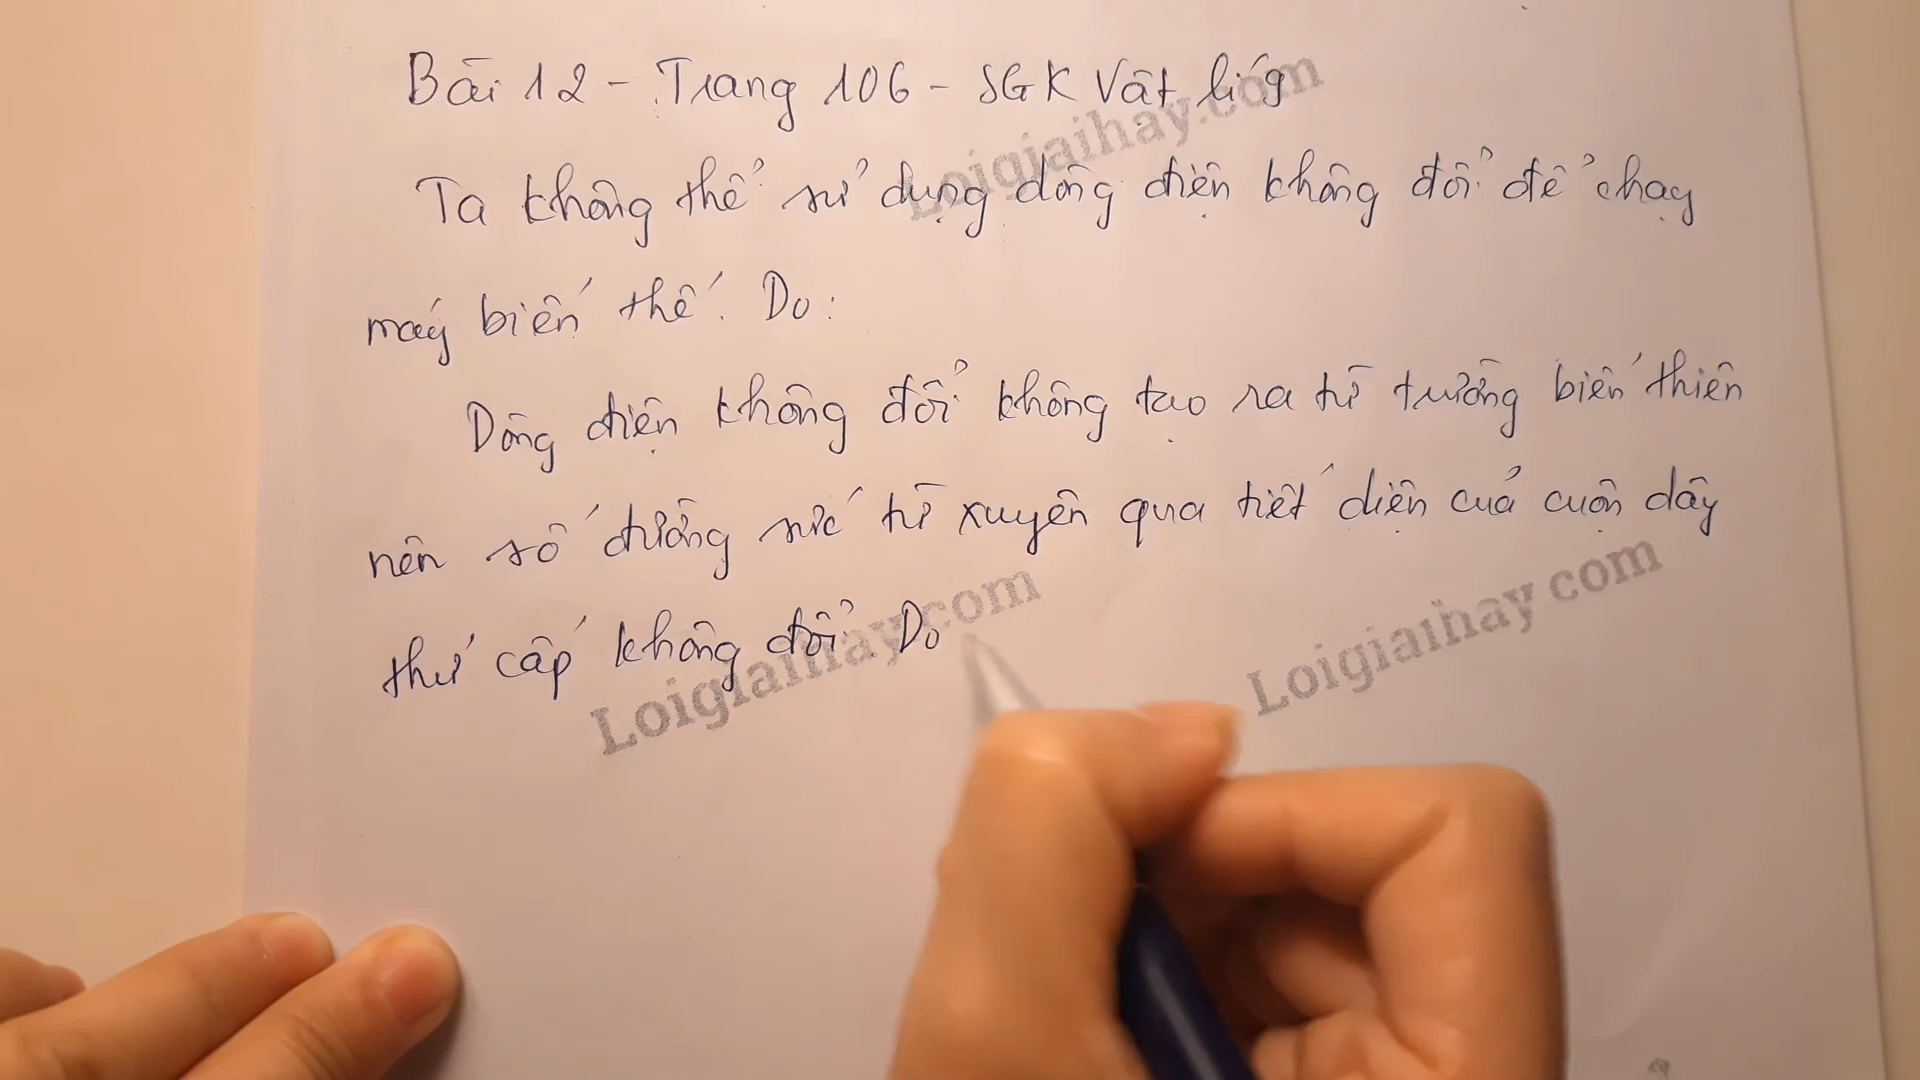 Bài 12 - Trang 106 - SGK Vật lí 9
Ta không thể sử dụng dòng điện không đổi để chạy
máy biến thế. Do:
Dòng điện không đổi không tạo ra từ trường biến thiên
nên số đường sức từ xuyên qua tiết diện của cuộn dây
thứ cấp không đổi. Do
Loigiaihay.com
Loigiaihay.com
Loigiaihay.com